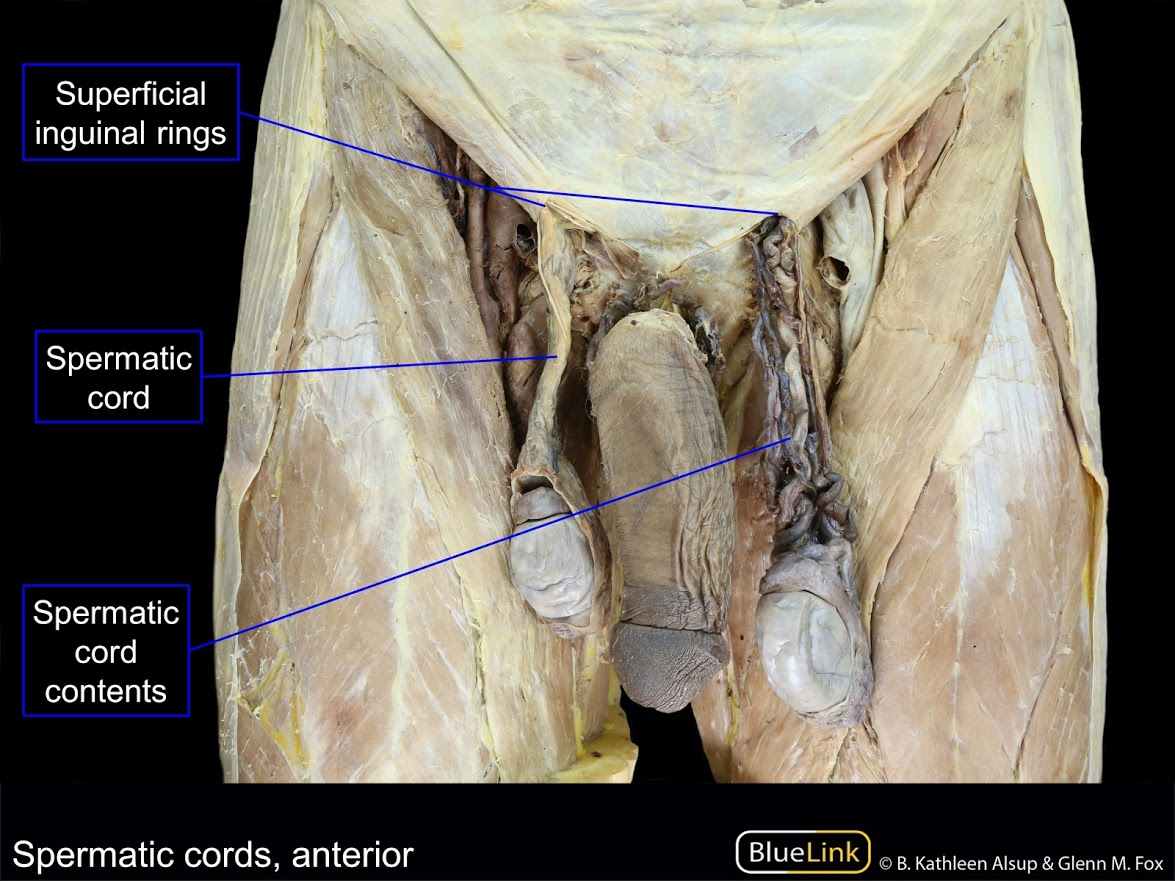 Superficial
inguinal rings
Spermatic
cord
Spermatic
cord
contents
Spermatic cords, anterior
BlueLink © B. Kathleen Alsup & Glenn M. Fox